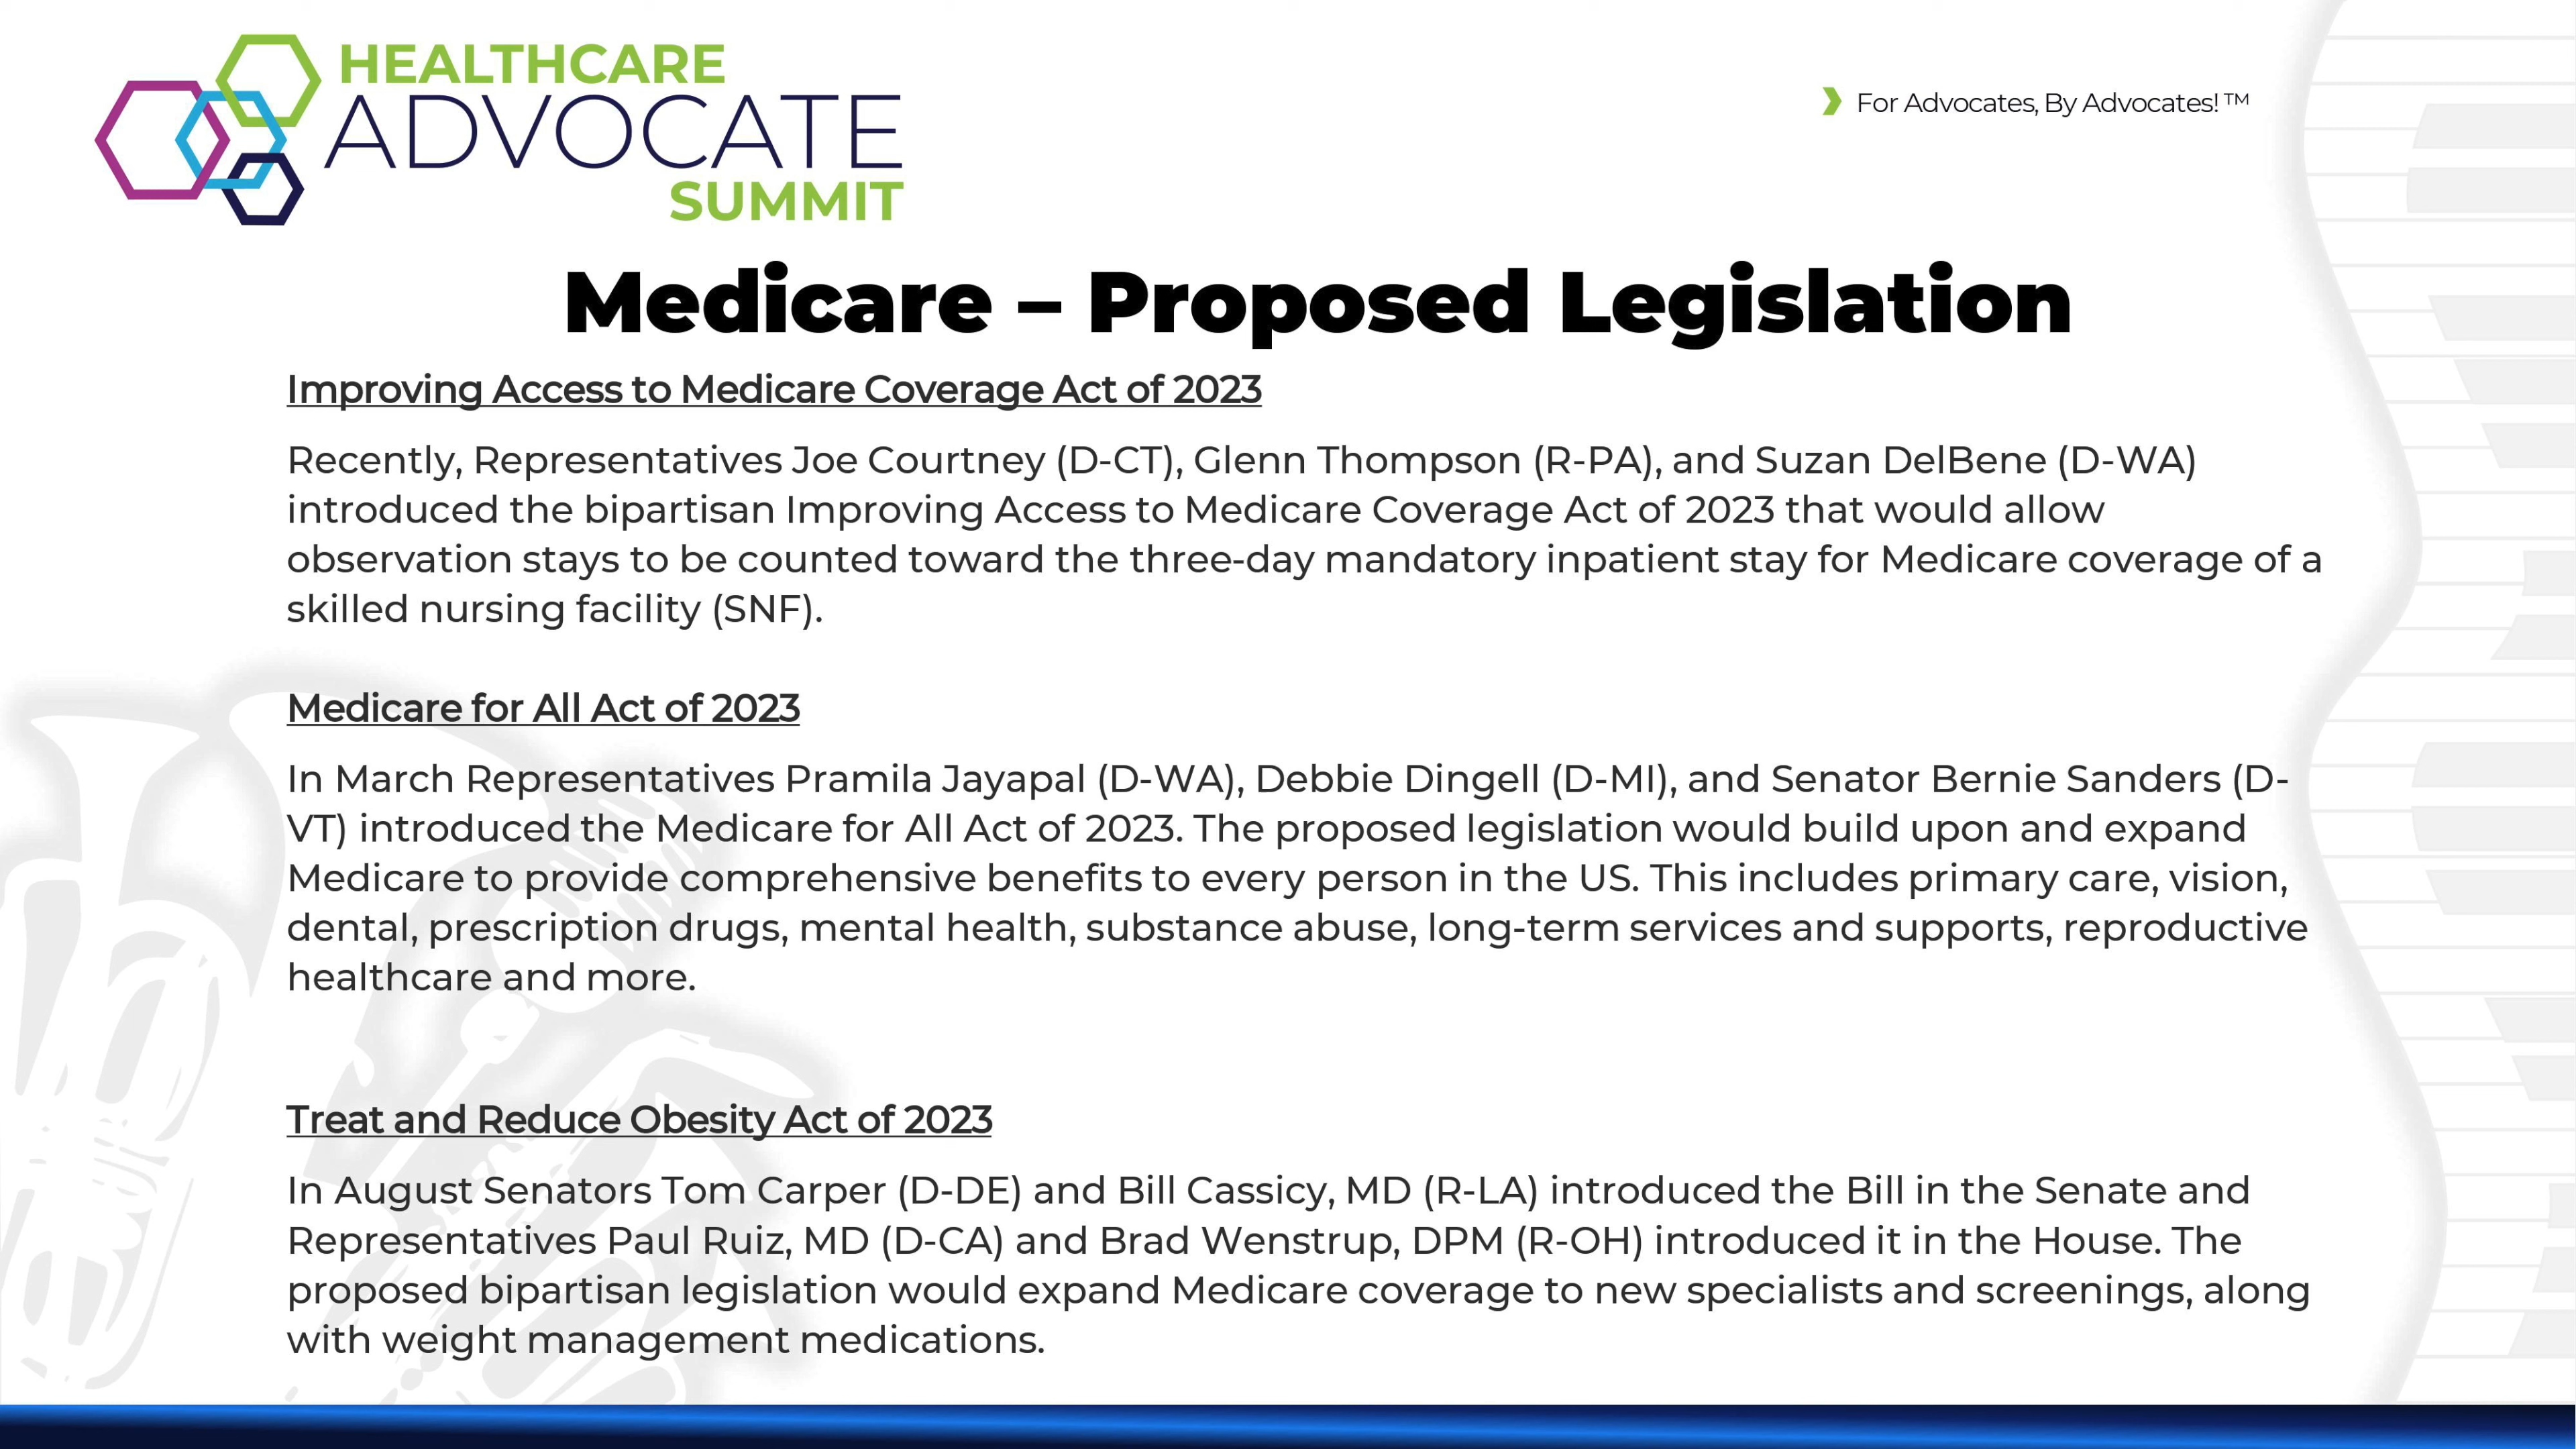 HEALTHCARE
ADVOCATE
SUMMIT
For Advocates, By Advocates!™
Medicare – Proposed Legislation
Improving Access to Medicare Coverage Act of 2023
Recently, Representatives Joe Courtney (D-CT), Glenn Thompson (R-PA), and Suzan DelBene (D-WA)
introduced the bipartisan Improving Access to Medicare Coverage Act of 2023 that would allow
observation stays to be counted toward the three-day mandatory inpatient stay for Medicare coverage of a
skilled nursing facility (SNF).
Medicare for All Act of 2023
In March Representatives Pramila Jayapal (D-WA), Debbie Dingell (D-MI), and Senator Bernie Sanders (D-
VT) introduced the Medicare for All Act of 2023. The proposed legislation would build upon and expand
Medicare to provide comprehensive benefits to every person in the US. This includes primary care, vision,
dental, prescription drugs, mental health, substance abuse, long-term services and supports, reproductive
healthcare and more.
Treat and Reduce Obesity Act of 2023
In August Senators Tom Carper (D-DE) and Bill Cassicy, MD (R-LA) introduced the Bill in the Senate and
Representatives Paul Ruiz, MD (D-CA) and Brad Wenstrup, DPM (R-OH) introduced it in the House. The
proposed bipartisan legislation would expand Medicare coverage to new specialists and screenings, along
with weight management medications.